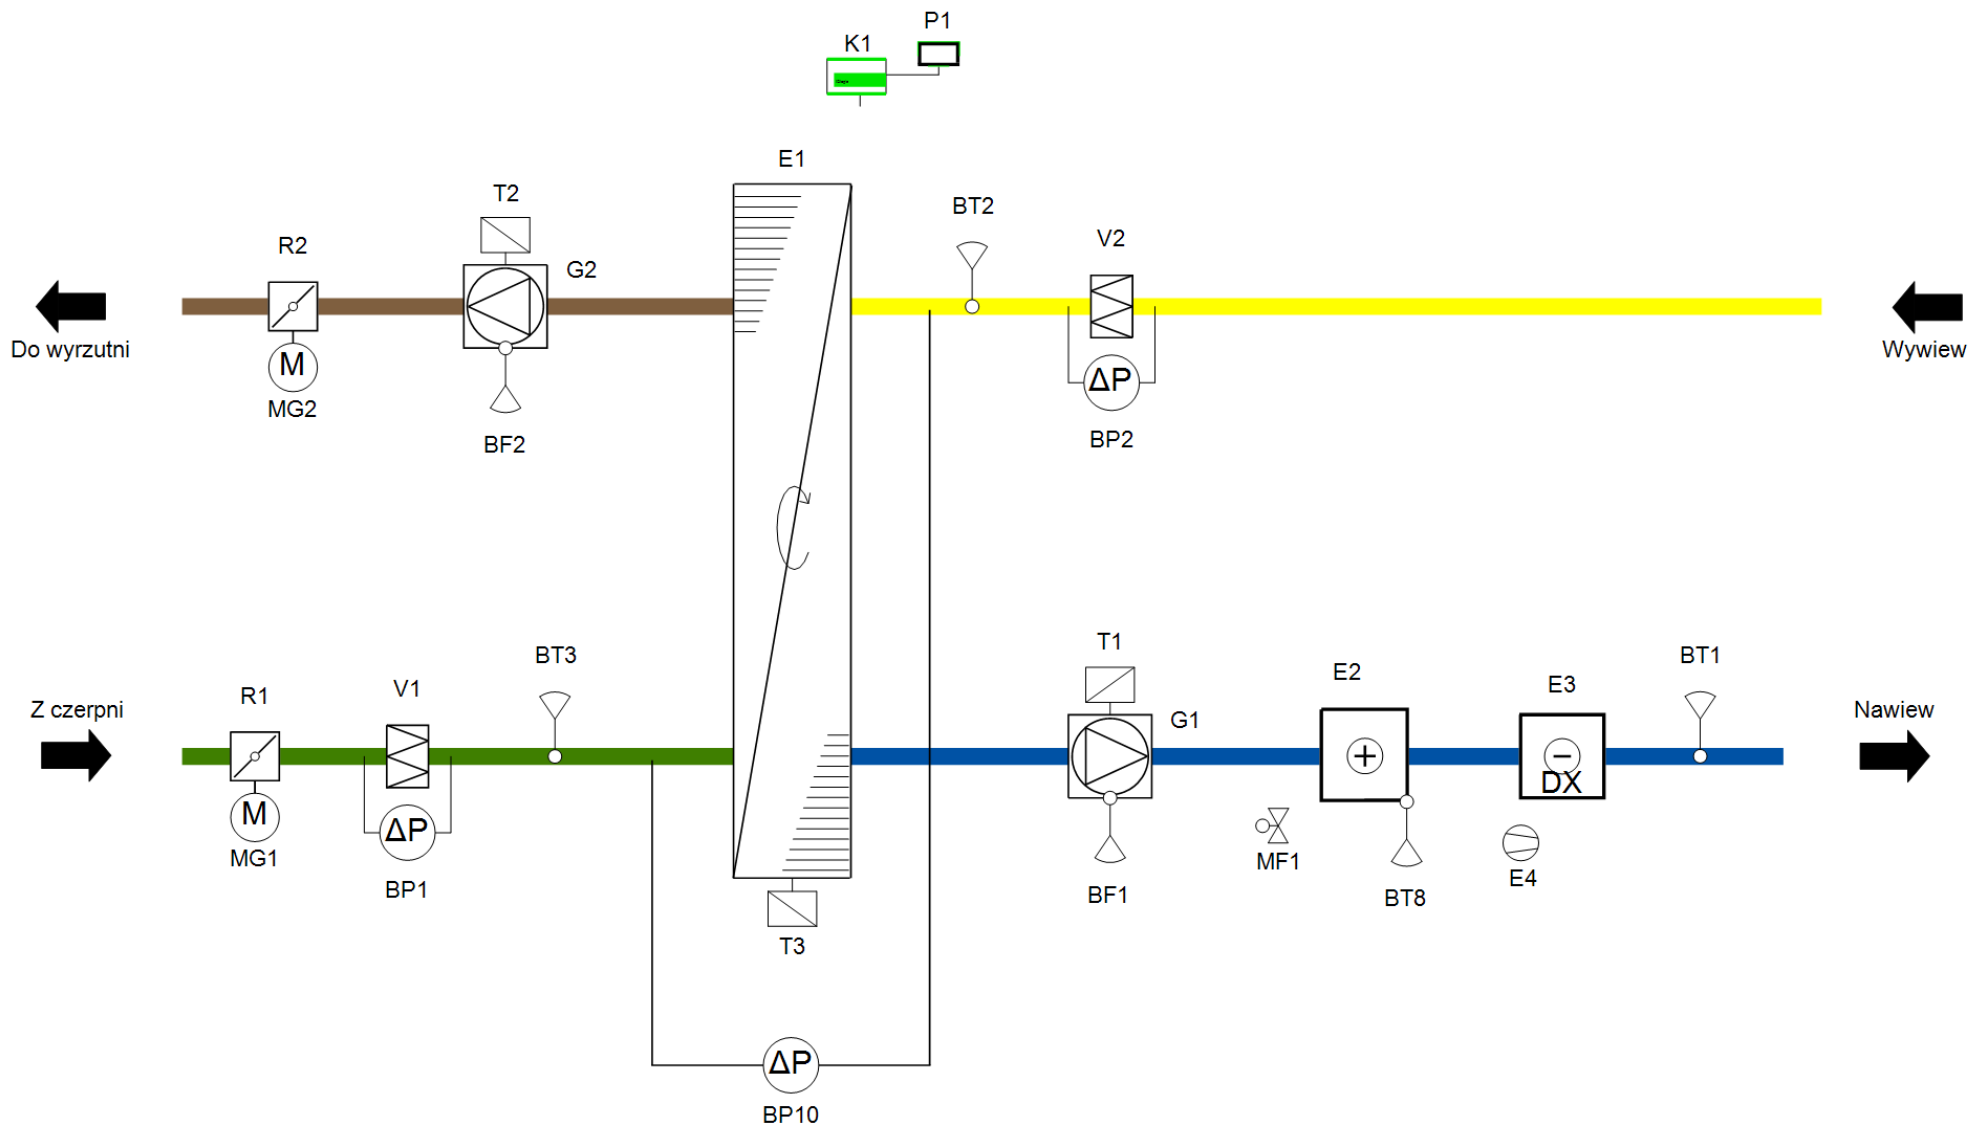 P1
K1
E1
T2
BT2
R2
V2
G2
Do wyrzutni
Wywiew
M
ΔP
MG2
BF2
BP2
T1
BT3
BT1
E2
E3
R1
V1
Z czerpni
G1
Nawiew
+
−
DX
M
ΔP
MG1
MF1
BP1
E4
BF1
BT8
T3
ΔP
BP10